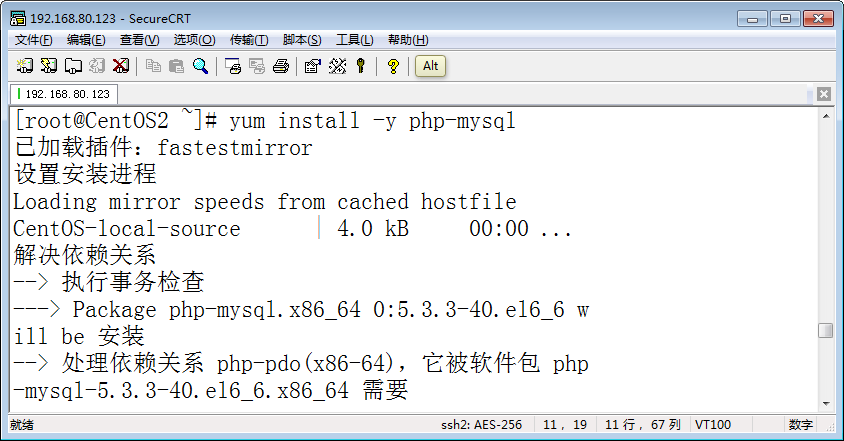 192.168.80.123 - SecureCRT
文件(F) 编辑(E) 查看(V) 选项(O) 传输(T) 脚本(S) 工具(L) 帮助(H)
Alt
192.168.80.123
[root@CentOS2 ~]# yum install -y php-mysql
已加载插件：fastestmirror
设置安装进程
Loading mirror speeds from cached hostfile
CentOS-local-source | 4.0 kB 00:00 ...
解决依赖关系
--> 执行事务检查
---> Package php-mysql.x86_64 0:5.3.3-40.el6_6 w
ill be 安装
--> 处理依赖关系 php-pdo(x86-64)，它被软件包 php
-mysql-5.3.3-40.el6_6.x86_64 需要
就绪 ssh2: AES-256 11 , 19 11 行, 67 列 VT100 数字